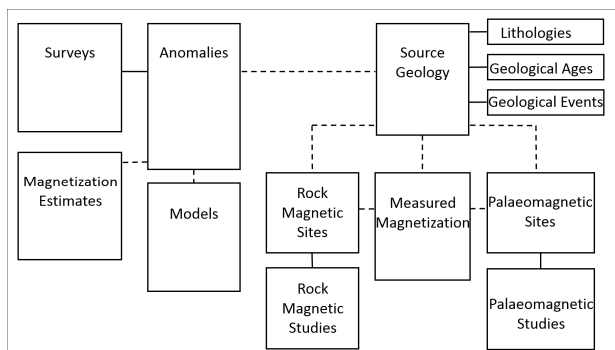 Surveys
Anomalies
Source
Geology
Lithologies
Geological Ages
Geological Events
Magnetization
Estimates
Models
Rock
Magnetic
Sites
Measured
Magnetization
Palaeomagnetic
Sites
Rock
Magnetic
Studies
Palaeomagnetic
Studies